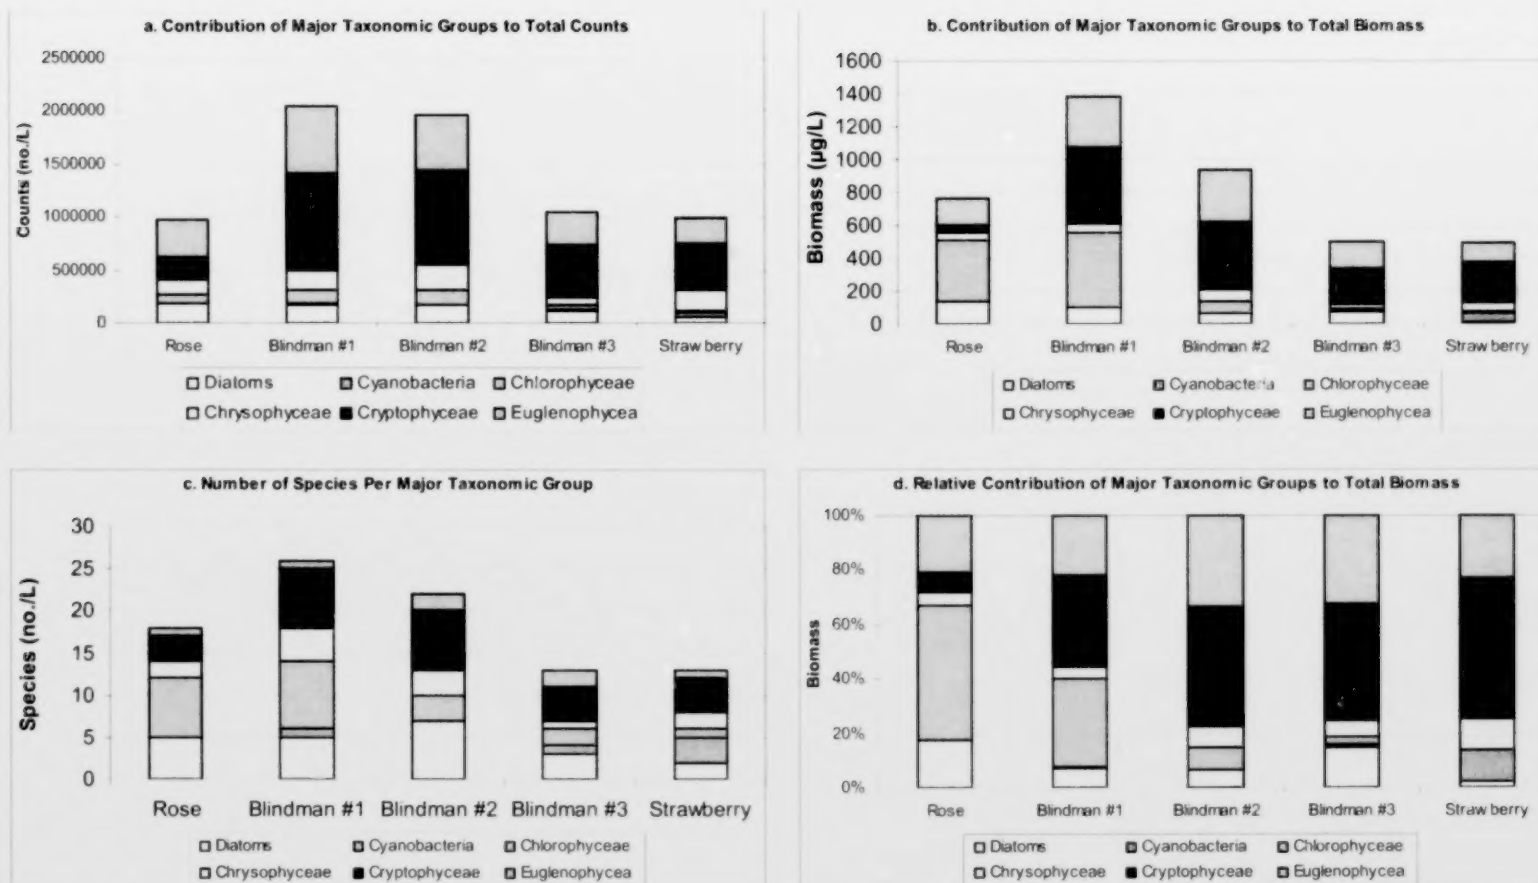 a. Contribution of Major Taxonomic Groups to Total Counts
2500000
2000000
1500000
1000000
500000
0
Counts (no./L)
Rose Blindman #1 Blindman #2 Blindman #3 Strawberry
Diatoms Cyanobacteria Chlorophyceae
Chrysophyceae Cryptophyceae Euglenophycea
b. Contribution of Major Taxonomic Groups to Total Biomass
1600
1400
1200
1000
800
600
400
200
0
Biomass (µg/L)
Rose Blindman #1 Blindman #2 Blindman #3 Strawberry
Diatoms Cyanobacteria Chlorophyceae
Chrysophyceae Cryptophyceae Euglenophycea
c. Number of Species Per Major Taxonomic Group
30
25
20
15
10
5
0
Species (no./L)
Rose Blindman #1 Blindman #2 Blindman #3 Strawberry
Diatoms Cyanobacteria Chlorophyceae
Chrysophyceae Cryptophyceae Euglenophycea
d. Relative Contribution of Major Taxonomic Groups to Total Biomass
100%
80%
60%
40%
20%
0%
Biomass
Rose Blindman #1 Blindman #2 Blindman #3 Strawberry
Diatoms Cyanobacteria Chlorophyceae
Chrysophyceae Cryptophyceae Euglenophycea